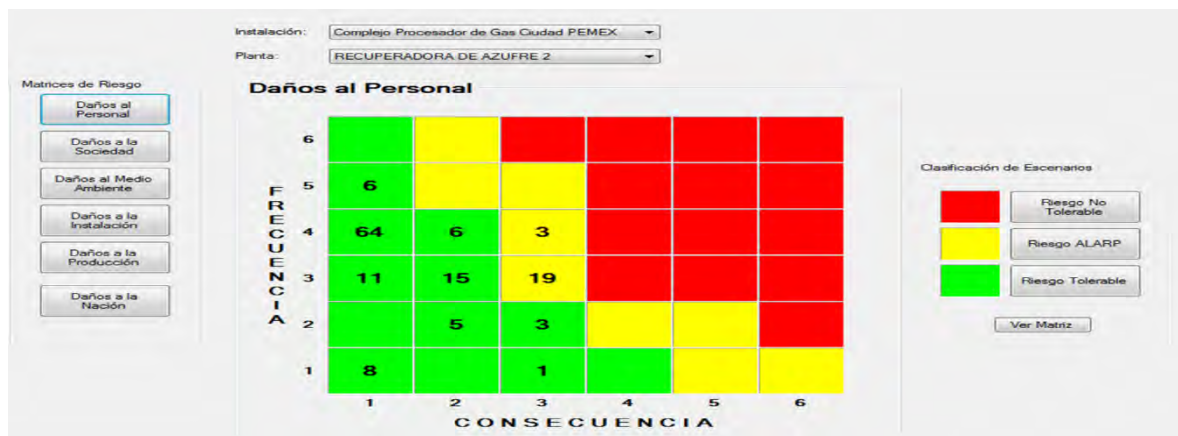 Instalación: Complejo Procesador de Gas Ciudad PEMEX
Planta: RECUPERADORA DE AZUFRE 2
Matrices de Riesgo
Daños al
Personal
Daños a la
Sociedad
Daños al Medio
Ambiente
Daños a la
Instalación
Daños a la
Producción
Daños a la
Nación
Daños al Personal
FRECUENCIA
6
5 6
4 64 6 3
3 11 15 19
2 5 3
1 8 1
1 2 3 4 5 6
CONSECUENCIA
Clasificación de Escenarios
Riesgo No
Tolerable
Riesgo ALARP
Riesgo Tolerable
Ver Matriz